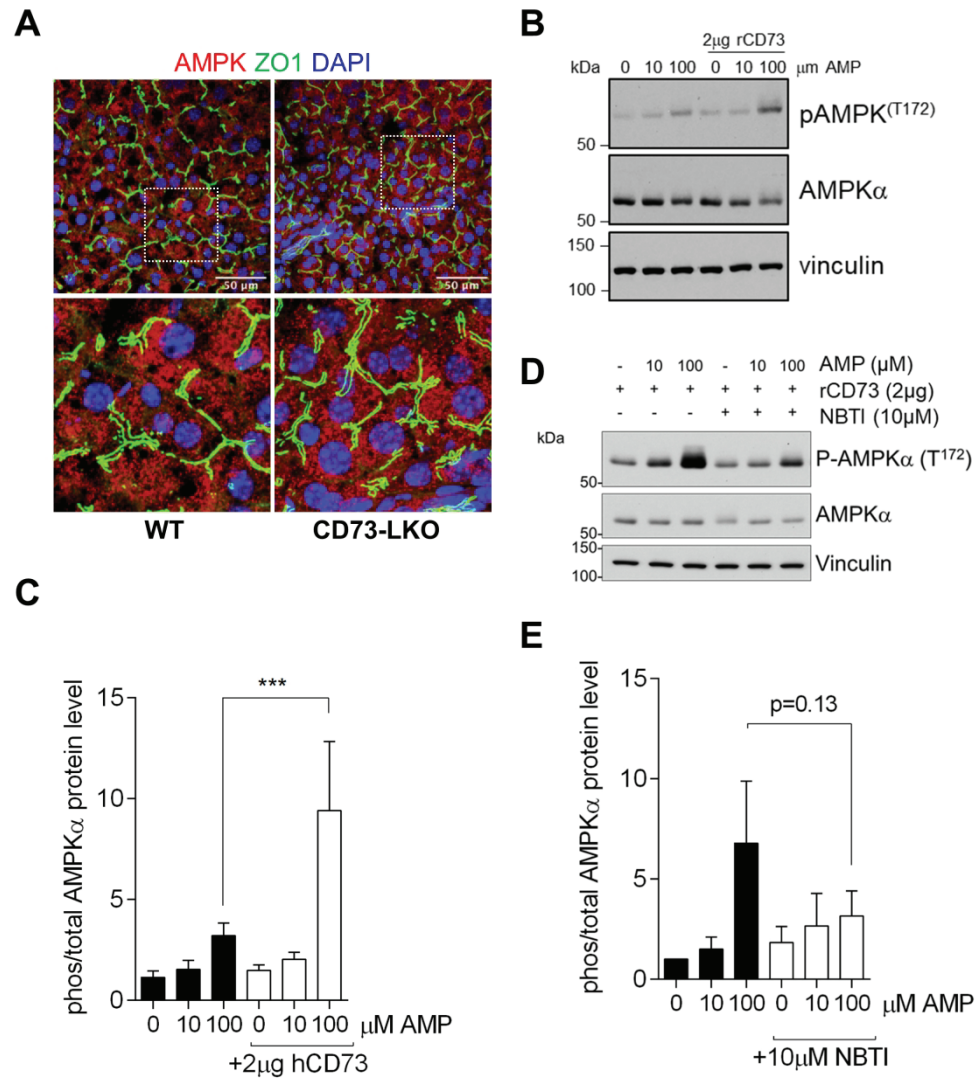 A
AMPK ZO1 DAPI
50 μm
50 μm
WT
CD73-LKO
B
2μg rCD73
kDa
0 10 100 0 10 100 μm AMP
pAMPK(T172)
50
AMPKα
50
150
vinculin
100
D
- 10 100 - 10 100 AMP (μM)
+ + + + + + rCD73 (2μg)
- - - + + + NBTI (10μM)
kDa
P-AMPKα (T172)
50
AMPKα
50
150
Vinculin
100
C
phos/total AMPKα protein level
15
10
5
0
***
0 10 100 0 10 100 μM AMP
+2μg hCD73
E
phos/total AMPKα protein level
15
10
5
0
p=0.13
0 10 100 0 10 100 μM AMP
+10μM NBTI